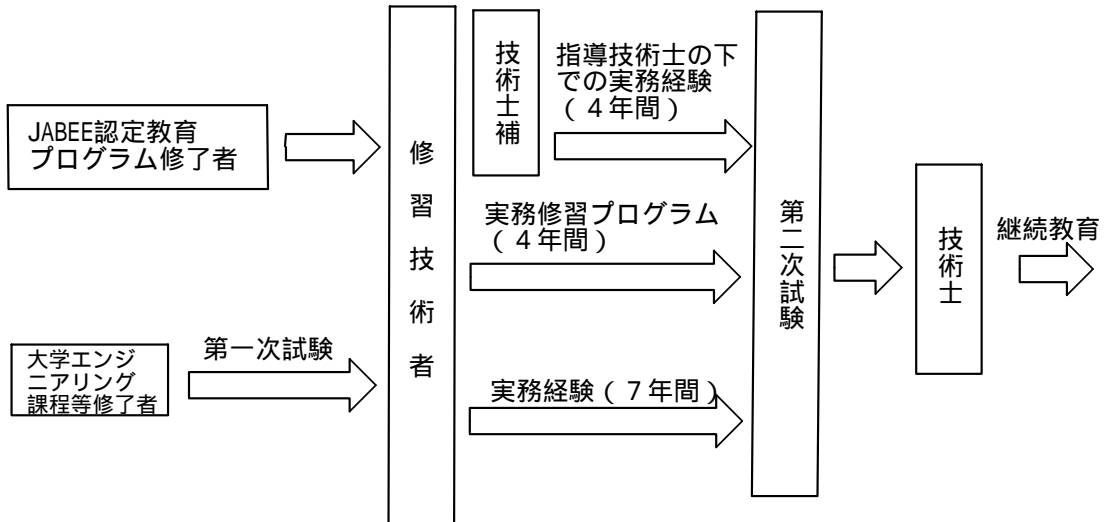 JABEE認定教育
プログラム修了者
大学エンジ
ニアリング
課程等修了者
第一次試験
修習技術者
技術士補
指導技術士の下
での実務経験
(4年間)
実務修習プログラム
(4年間)
実務経験(7年間)
第二次試験
技術士
継続教育